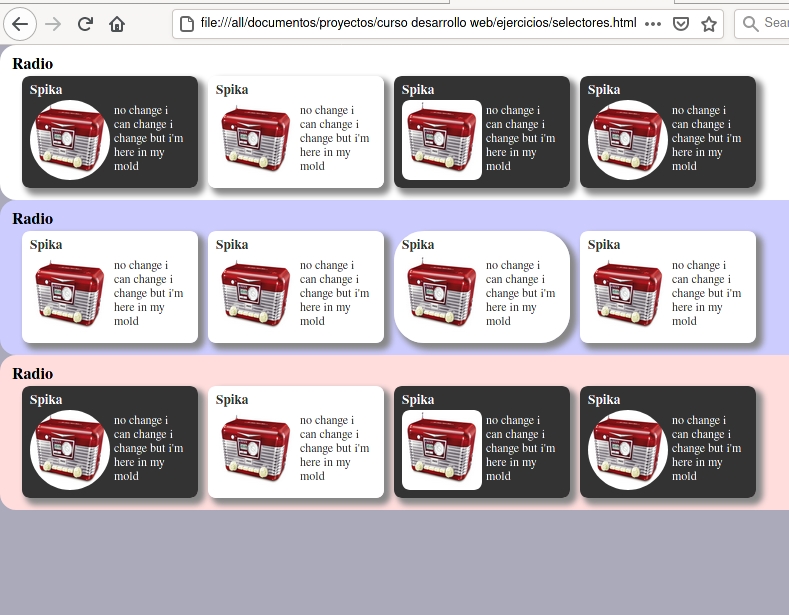 file:///all/documentos/proyectos/curso desarrollo web/ejercicios/selectores.html
Sear
Radio
Spika
no change i
can change i
change but i'm
here in my
mold
Spika
no change i
can change i
change but i'm
here in my
mold
Spika
no change i
can change i
change but i'm
here in my
mold
Spika
no change i
can change i
change but i'm
here in my
mold
Radio
Spika
no change i
can change i
change but i'm
here in my
mold
Spika
no change i
can change i
change but i'm
here in my
mold
Spika
no change i
can change i
change but i'm
here in my
mold
Spika
no change i
can change i
change but i'm
here in my
mold
Radio
Spika
no change i
can change i
change but i'm
here in my
mold
Spika
no change i
can change i
change but i'm
here in my
mold
Spika
no change i
can change i
change but i'm
here in my
mold
Spika
no change i
can change i
change but i'm
here in my
mold